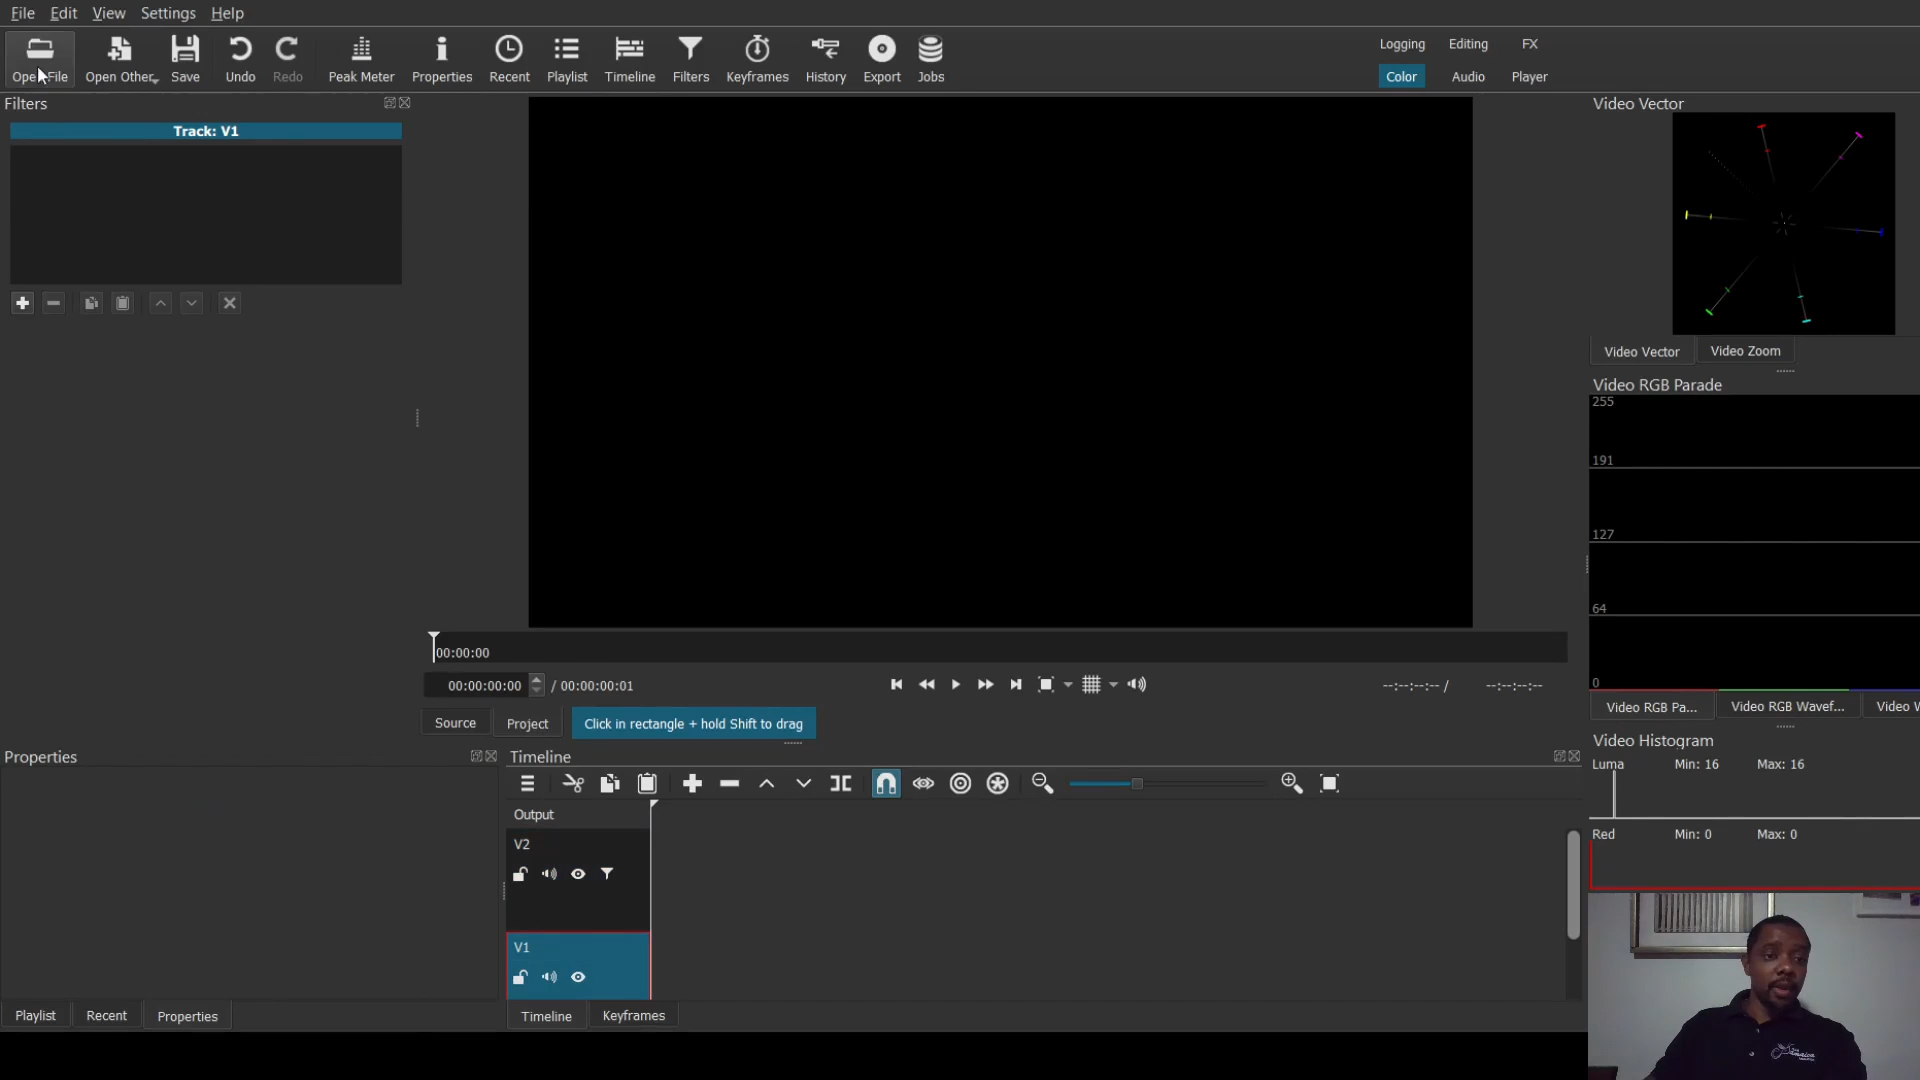 File Edit View Settings Help
Open File Open Other Save Undo Redo Peak Meter Properties Recent Playlist Timeline Filters Keyframes History Export Jobs
Logging Editing FX
Color Audio Player
Filters
Track: V1
Video Vector
Video Vector Video Zoom
Video RGB Parade
255
191
127
64
0
Video RGB Pa... Video RGB Wavef... Video W
00:00:00
00:00:00:00 / 00:00:00:01
--:--:--:-- / --:--:--:--
Source Project Click in rectangle + hold Shift to drag
Properties
Timeline
Output
V2
V1
Video Histogram
Luma Min: 16 Max: 16
Red Min: 0 Max: 0
Playlist Recent Properties
Timeline Keyframes
Jamaica